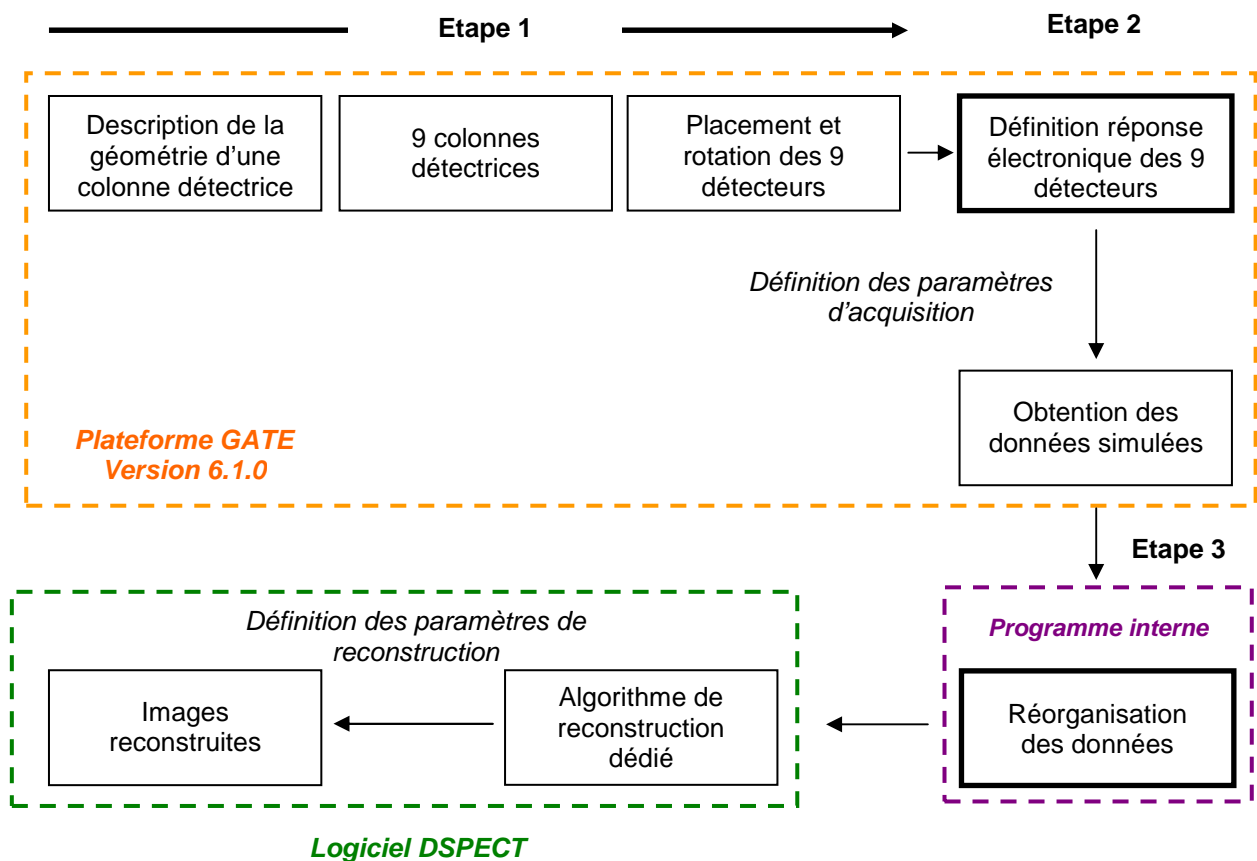 Etape 1
Etape 2
Description de la
géométrie d'une
colonne détectrice
9 colonnes
détectrices
Placement et
rotation des 9
détecteurs
Définition réponse
électronique des 9
détecteurs
Définition des paramètres
d'acquisition
Obtention des
données simulées
Plateforme GATE
Version 6.1.0
Etape 3
Définition des paramètres de
reconstruction
Programme interne
Images
reconstruites
Algorithme de
reconstruction
dédié
Réorganisation
des données
Logiciel DSPECT